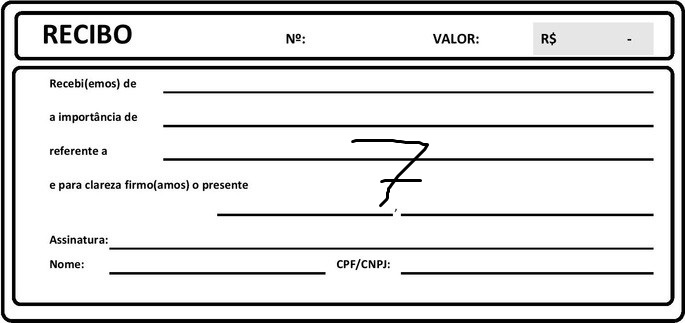 RECIBO Nº: VALOR: R$ -
Recebi(emos) de
a importância de
referente a
7
e para clareza firmo(amos) o presente
,
Assinatura:
Nome: CPF/CNPJ: